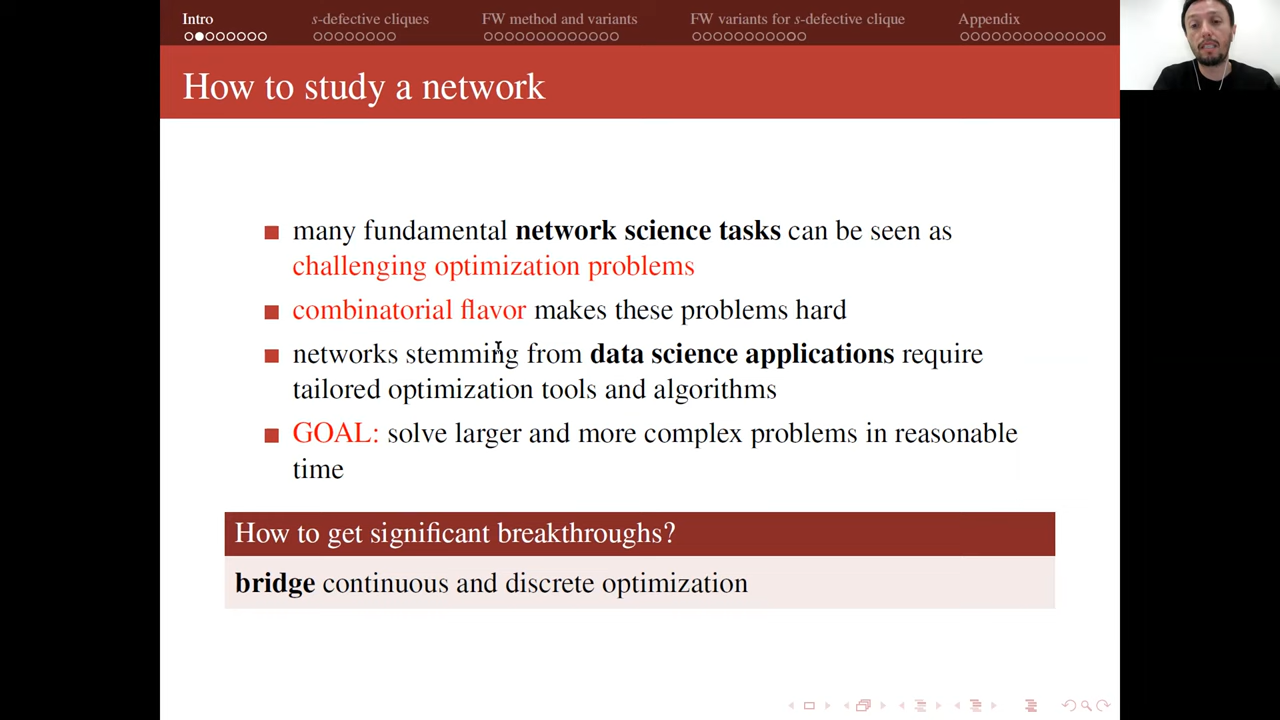 Intro
s-defective cliques
FW method and variants
FW variants for s-defective clique
Appendix
How to study a network
many fundamental network science tasks can be seen as
challenging optimization problems
combinatorial flavor makes these problems hard
networks stemming from data science applications require
tailored optimization tools and algorithms
GOAL: solve larger and more complex problems in reasonable
time
How to get significant breakthroughs?
bridge continuous and discrete optimization